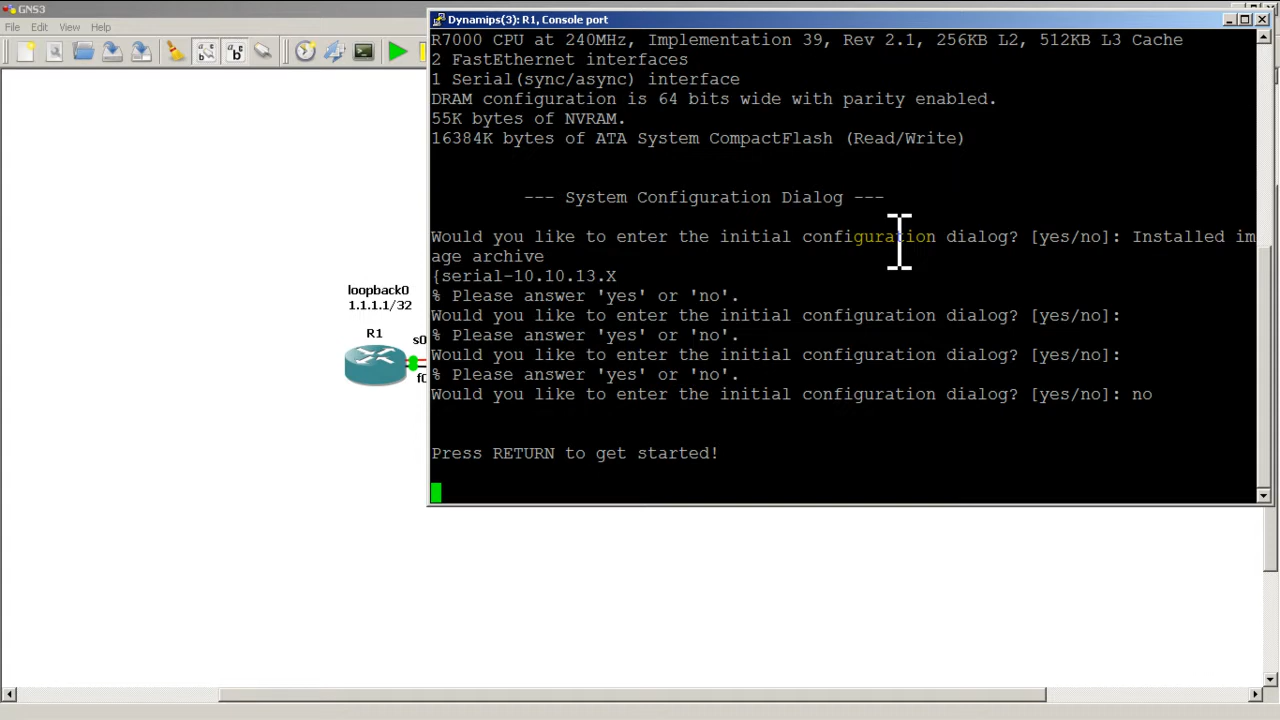 GNS3
File Edit View Help
Dynamips(3): R1, Console port
R7000 CPU at 240MHz, Implementation 39, Rev 2.1, 256KB L2, 512KB L3 Cache
2 FastEthernet interfaces
1 Serial(sync/async) interface
DRAM configuration is 64 bits wide with parity enabled.
55K bytes of NVRAM.
16384K bytes of ATA System CompactFlash (Read/Write)
--- System Configuration Dialog ---
Would you like to enter the initial configuration dialog? [yes/no]: Installed im
age archive
{serial-10.10.13.X
% Please answer 'yes' or 'no'.
Would you like to enter the initial configuration dialog? [yes/no]:
% Please answer 'yes' or 'no'.
Would you like to enter the initial configuration dialog? [yes/no]:
% Please answer 'yes' or 'no'.
Would you like to enter the initial configuration dialog? [yes/no]: no
Press RETURN to get started!
loopback0
1.1.1.1/32
R1
s0